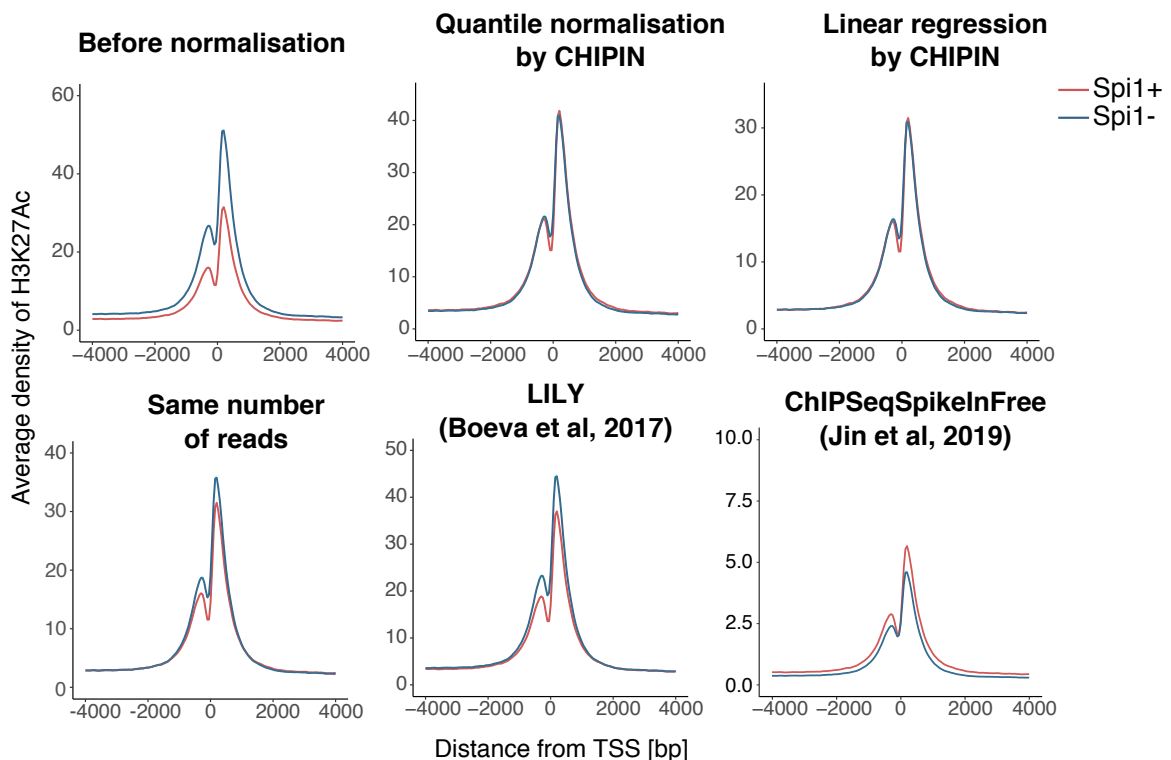 Before normalisation
Quantile normalisation
by CHIPIN
Linear regression
by CHIPIN
Spi1+
Spi1-
Average density of H3K27Ac
60
40
20
0
−4000 −2000 0 2000 4000
40
30
20
10
0
−4000 −2000 0 2000 4000
30
20
10
0
−4000 −2000 0 2000 4000
Same number
of reads
LILY
(Boeva et al, 2017)
ChIPSeqSpikeInFree
(Jin et al, 2019)
40
30
20
10
0
-4000 −2000 0 2000 4000
50
40
30
20
10
0
−4000 −2000 0 2000 4000
10.0
7.5
5.0
2.5
0.0
−4000 −2000 0 2000 4000
Distance from TSS [bp]